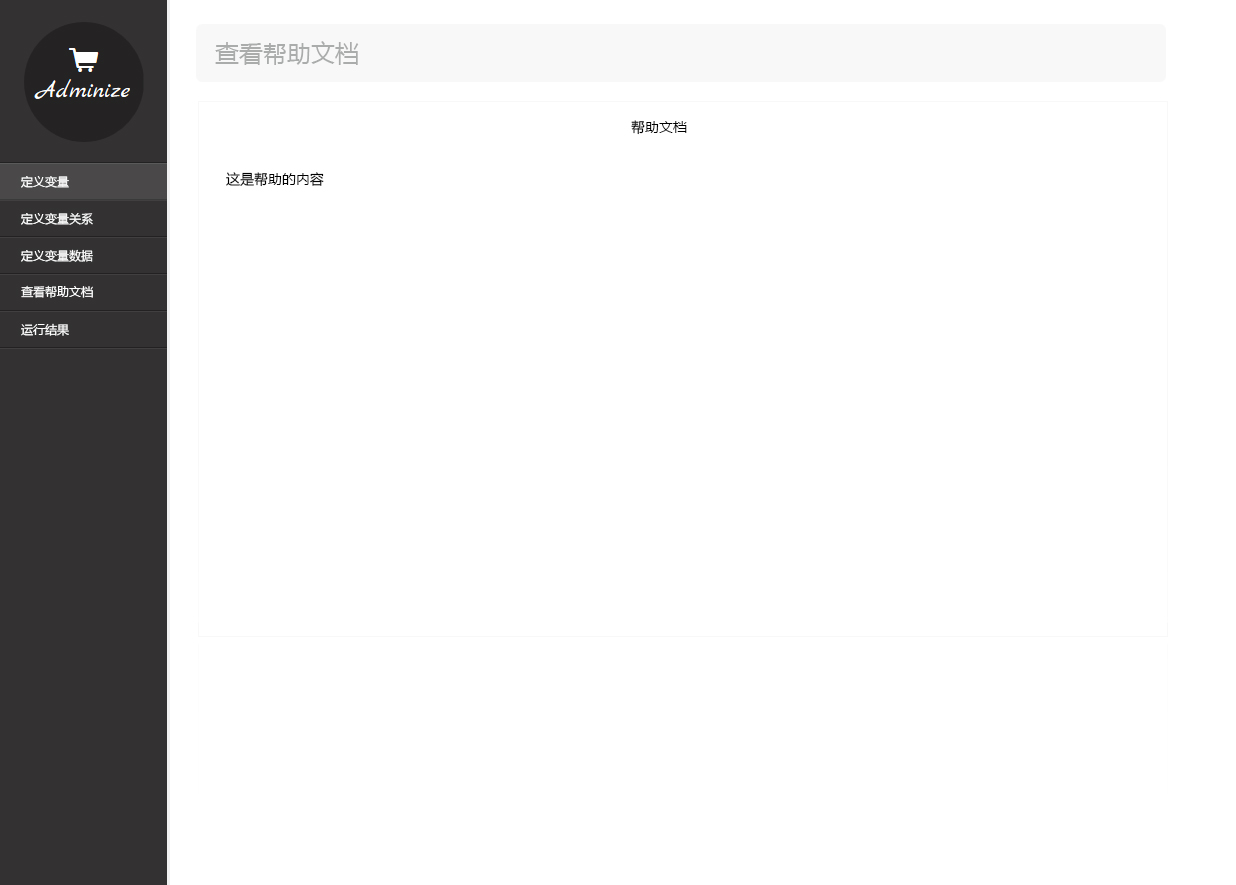 Adminize
定义变量
定义变量关系
定义变量数据
查看帮助文档
运行结果
查看帮助文档
帮助文档
这是帮助的内容